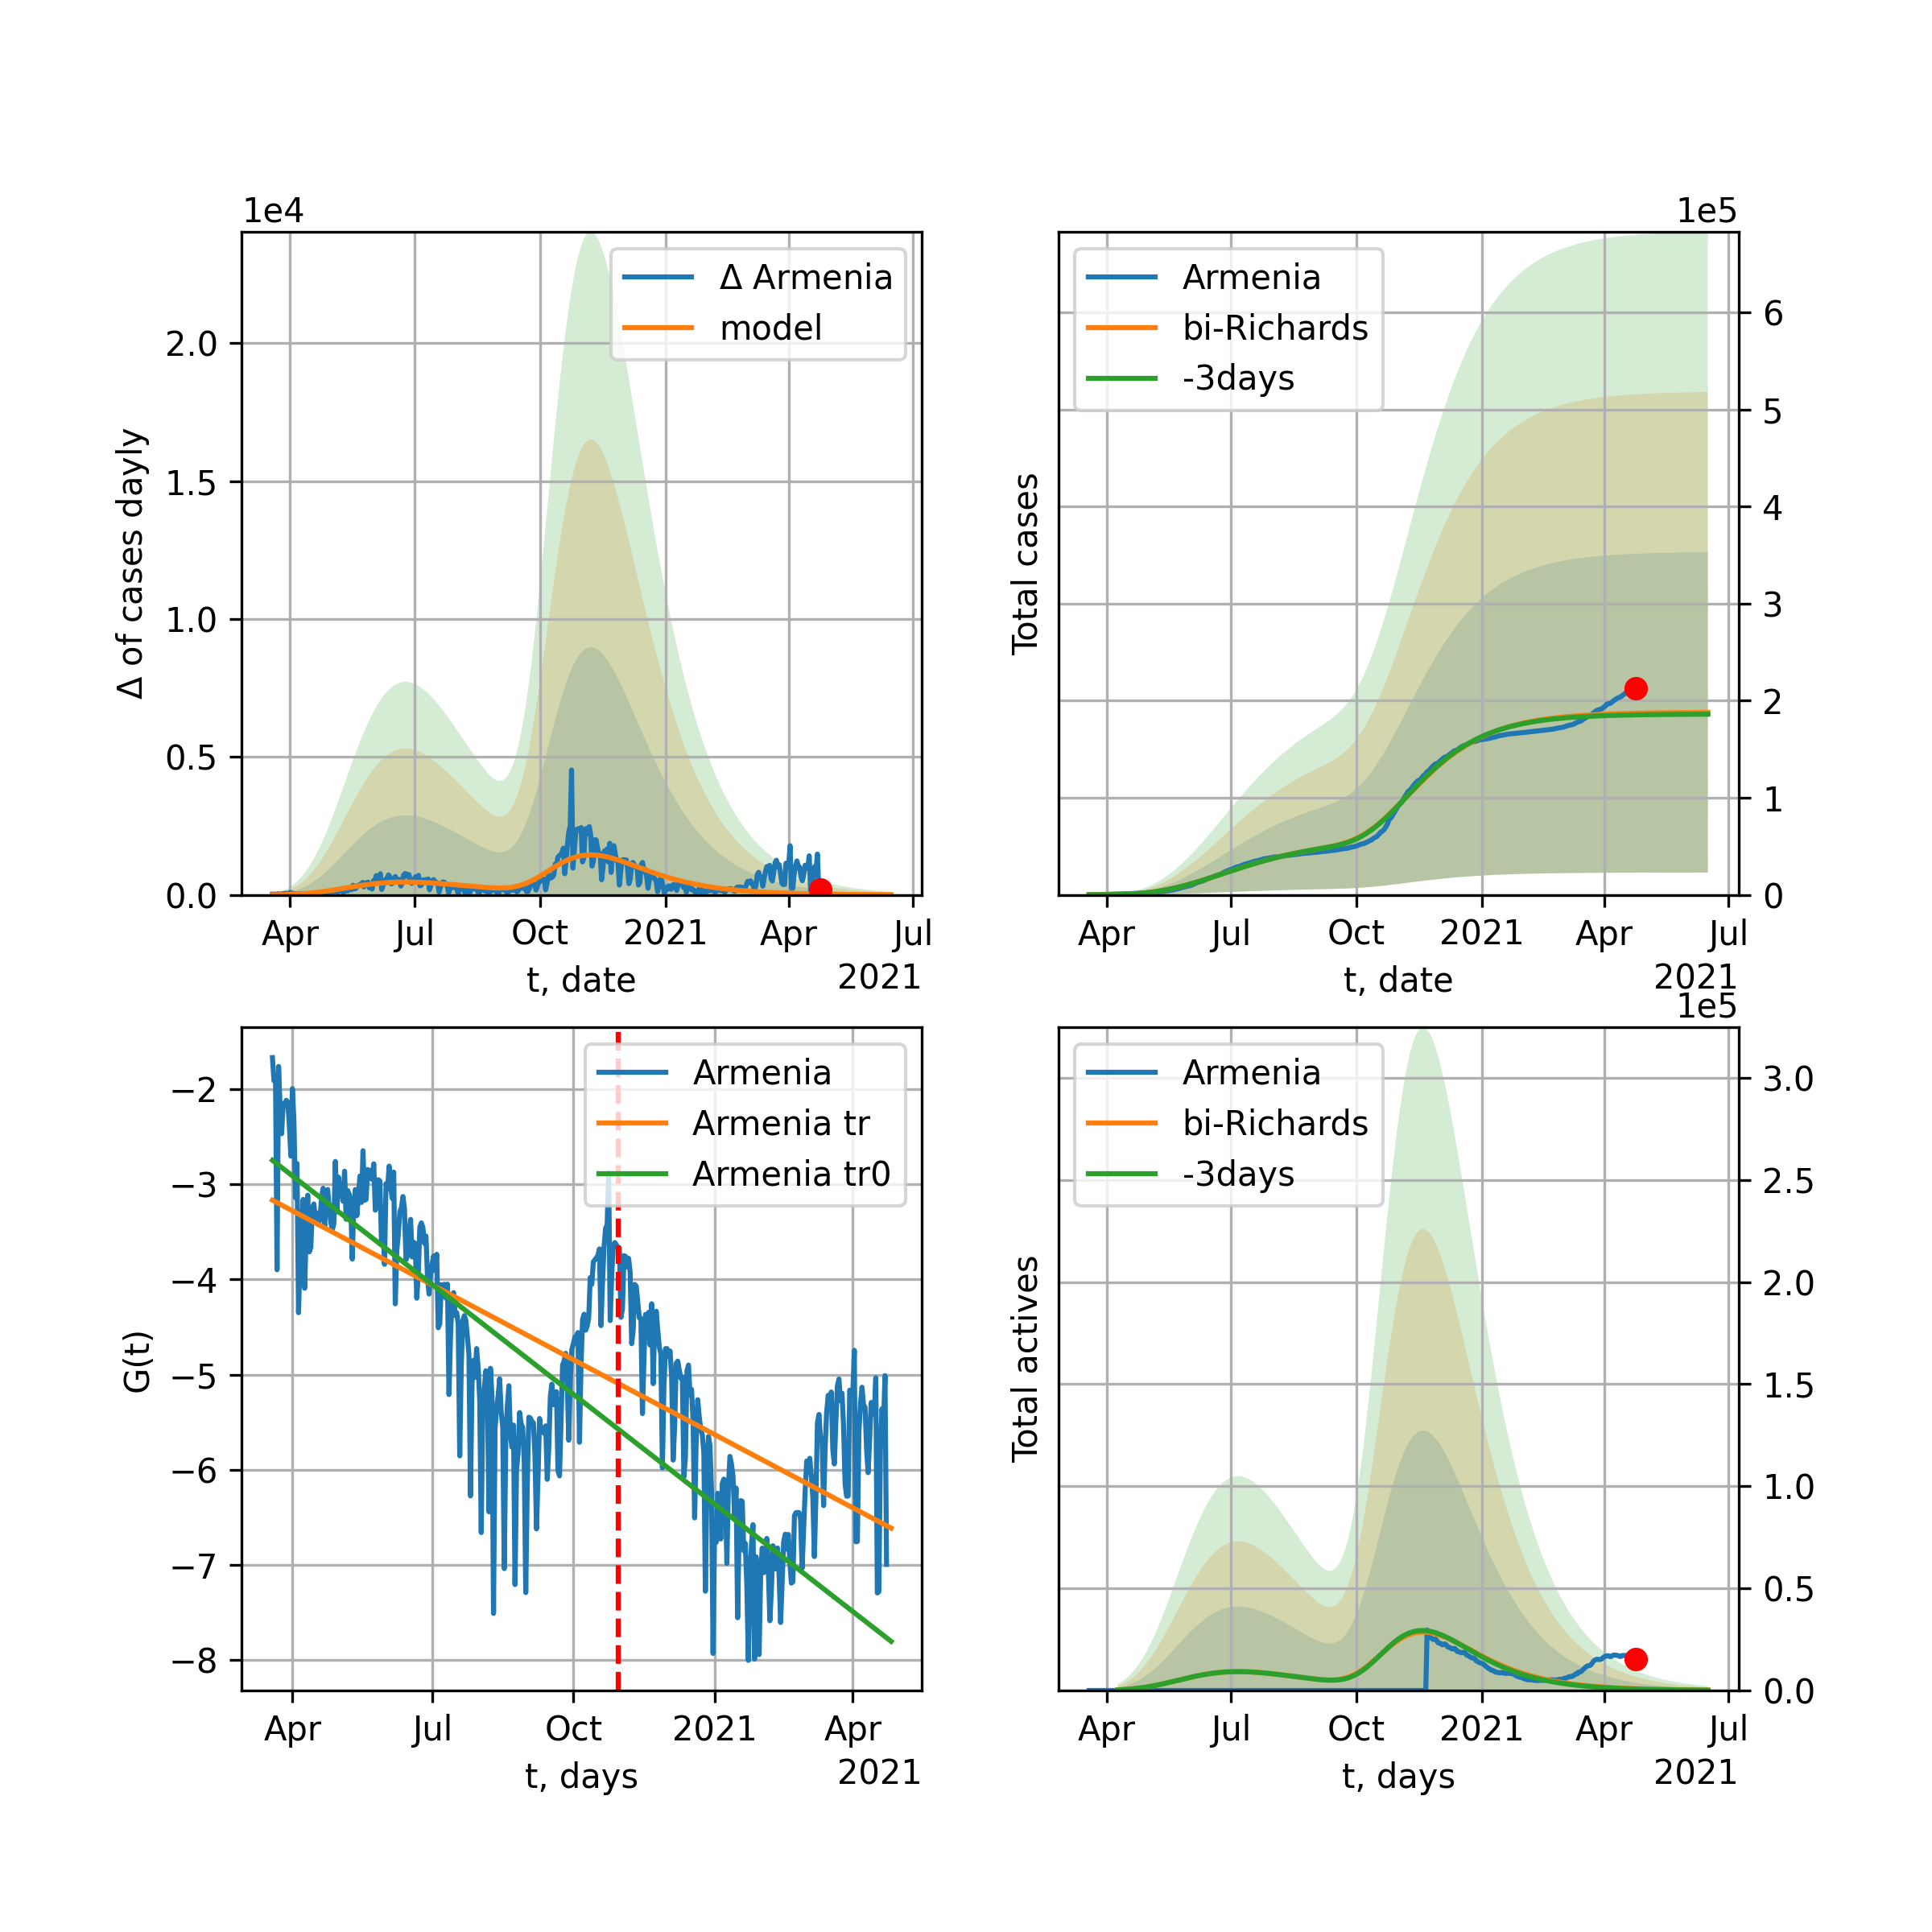 1e4
Δ of cases dayly
2.0
1.5
1.0
0.5
0.0
Δ Armenia
model
Apr Jul Oct 2021 Apr Jul
t, date
2021
1e5
Total cases
Armenia
bi-Richards
-3days
6
5
4
3
2
1
0
Apr Jul Oct 2021 Apr Jul
t, date
2021
G(t)
−2
−3
−4
−5
−6
−7
−8
Armenia
Armenia tr
Armenia tr0
Apr Jul Oct 2021 Apr
t, days
2021
1e5
Total actives
Armenia
bi-Richards
-3days
3.0
2.5
2.0
1.5
1.0
0.5
0.0
Apr Jul Oct 2021 Apr Jul
t, days
2021